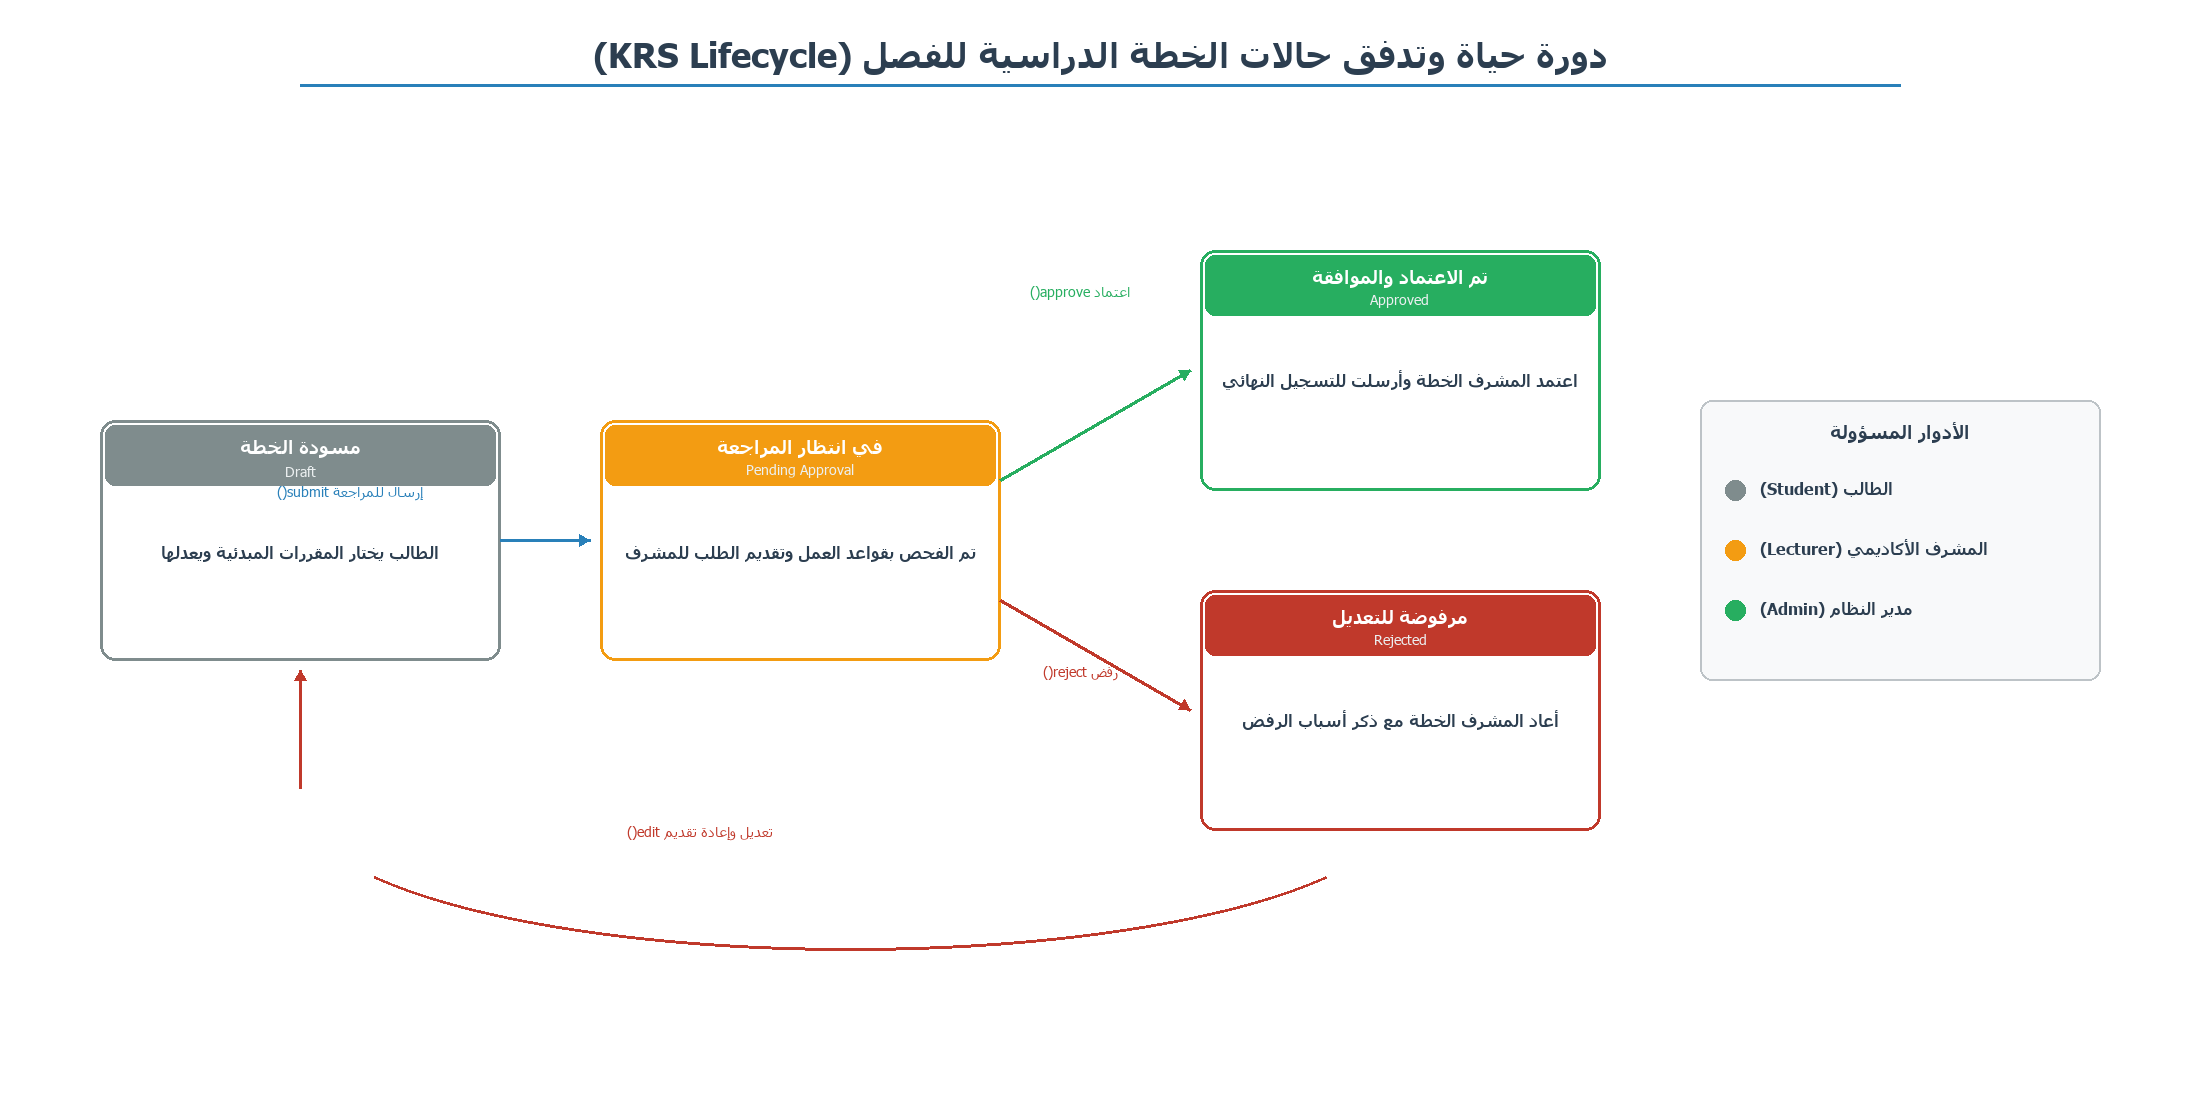 دورة حياة وتدفق حالات الخطة الدراسية للفصل (KRS Lifecycle)
تم الاعتماد والموافقة
Approved
اعتماد approve()
اعتمد المشرف الخطة وأرسلت للتسجيل النهائي
مسودة الخطة
Draft
إرسال للمراجعة submit()
الطالب يختار المقررات المبدئية ويعدلها
في انتظار المراجعة
Pending Approval
تم الفحص بقواعد العمل وتقديم الطلب للمشرف
مرفوضة للتعديل
Rejected
رفض reject()
أعاد المشرف الخطة مع ذكر أسباب الرفض
تعديل وإعادة تقديم edit()
الأدوار المسؤولة
الطالب (Student)
المشرف الأكاديمي (Lecturer)
مدير النظام (Admin)